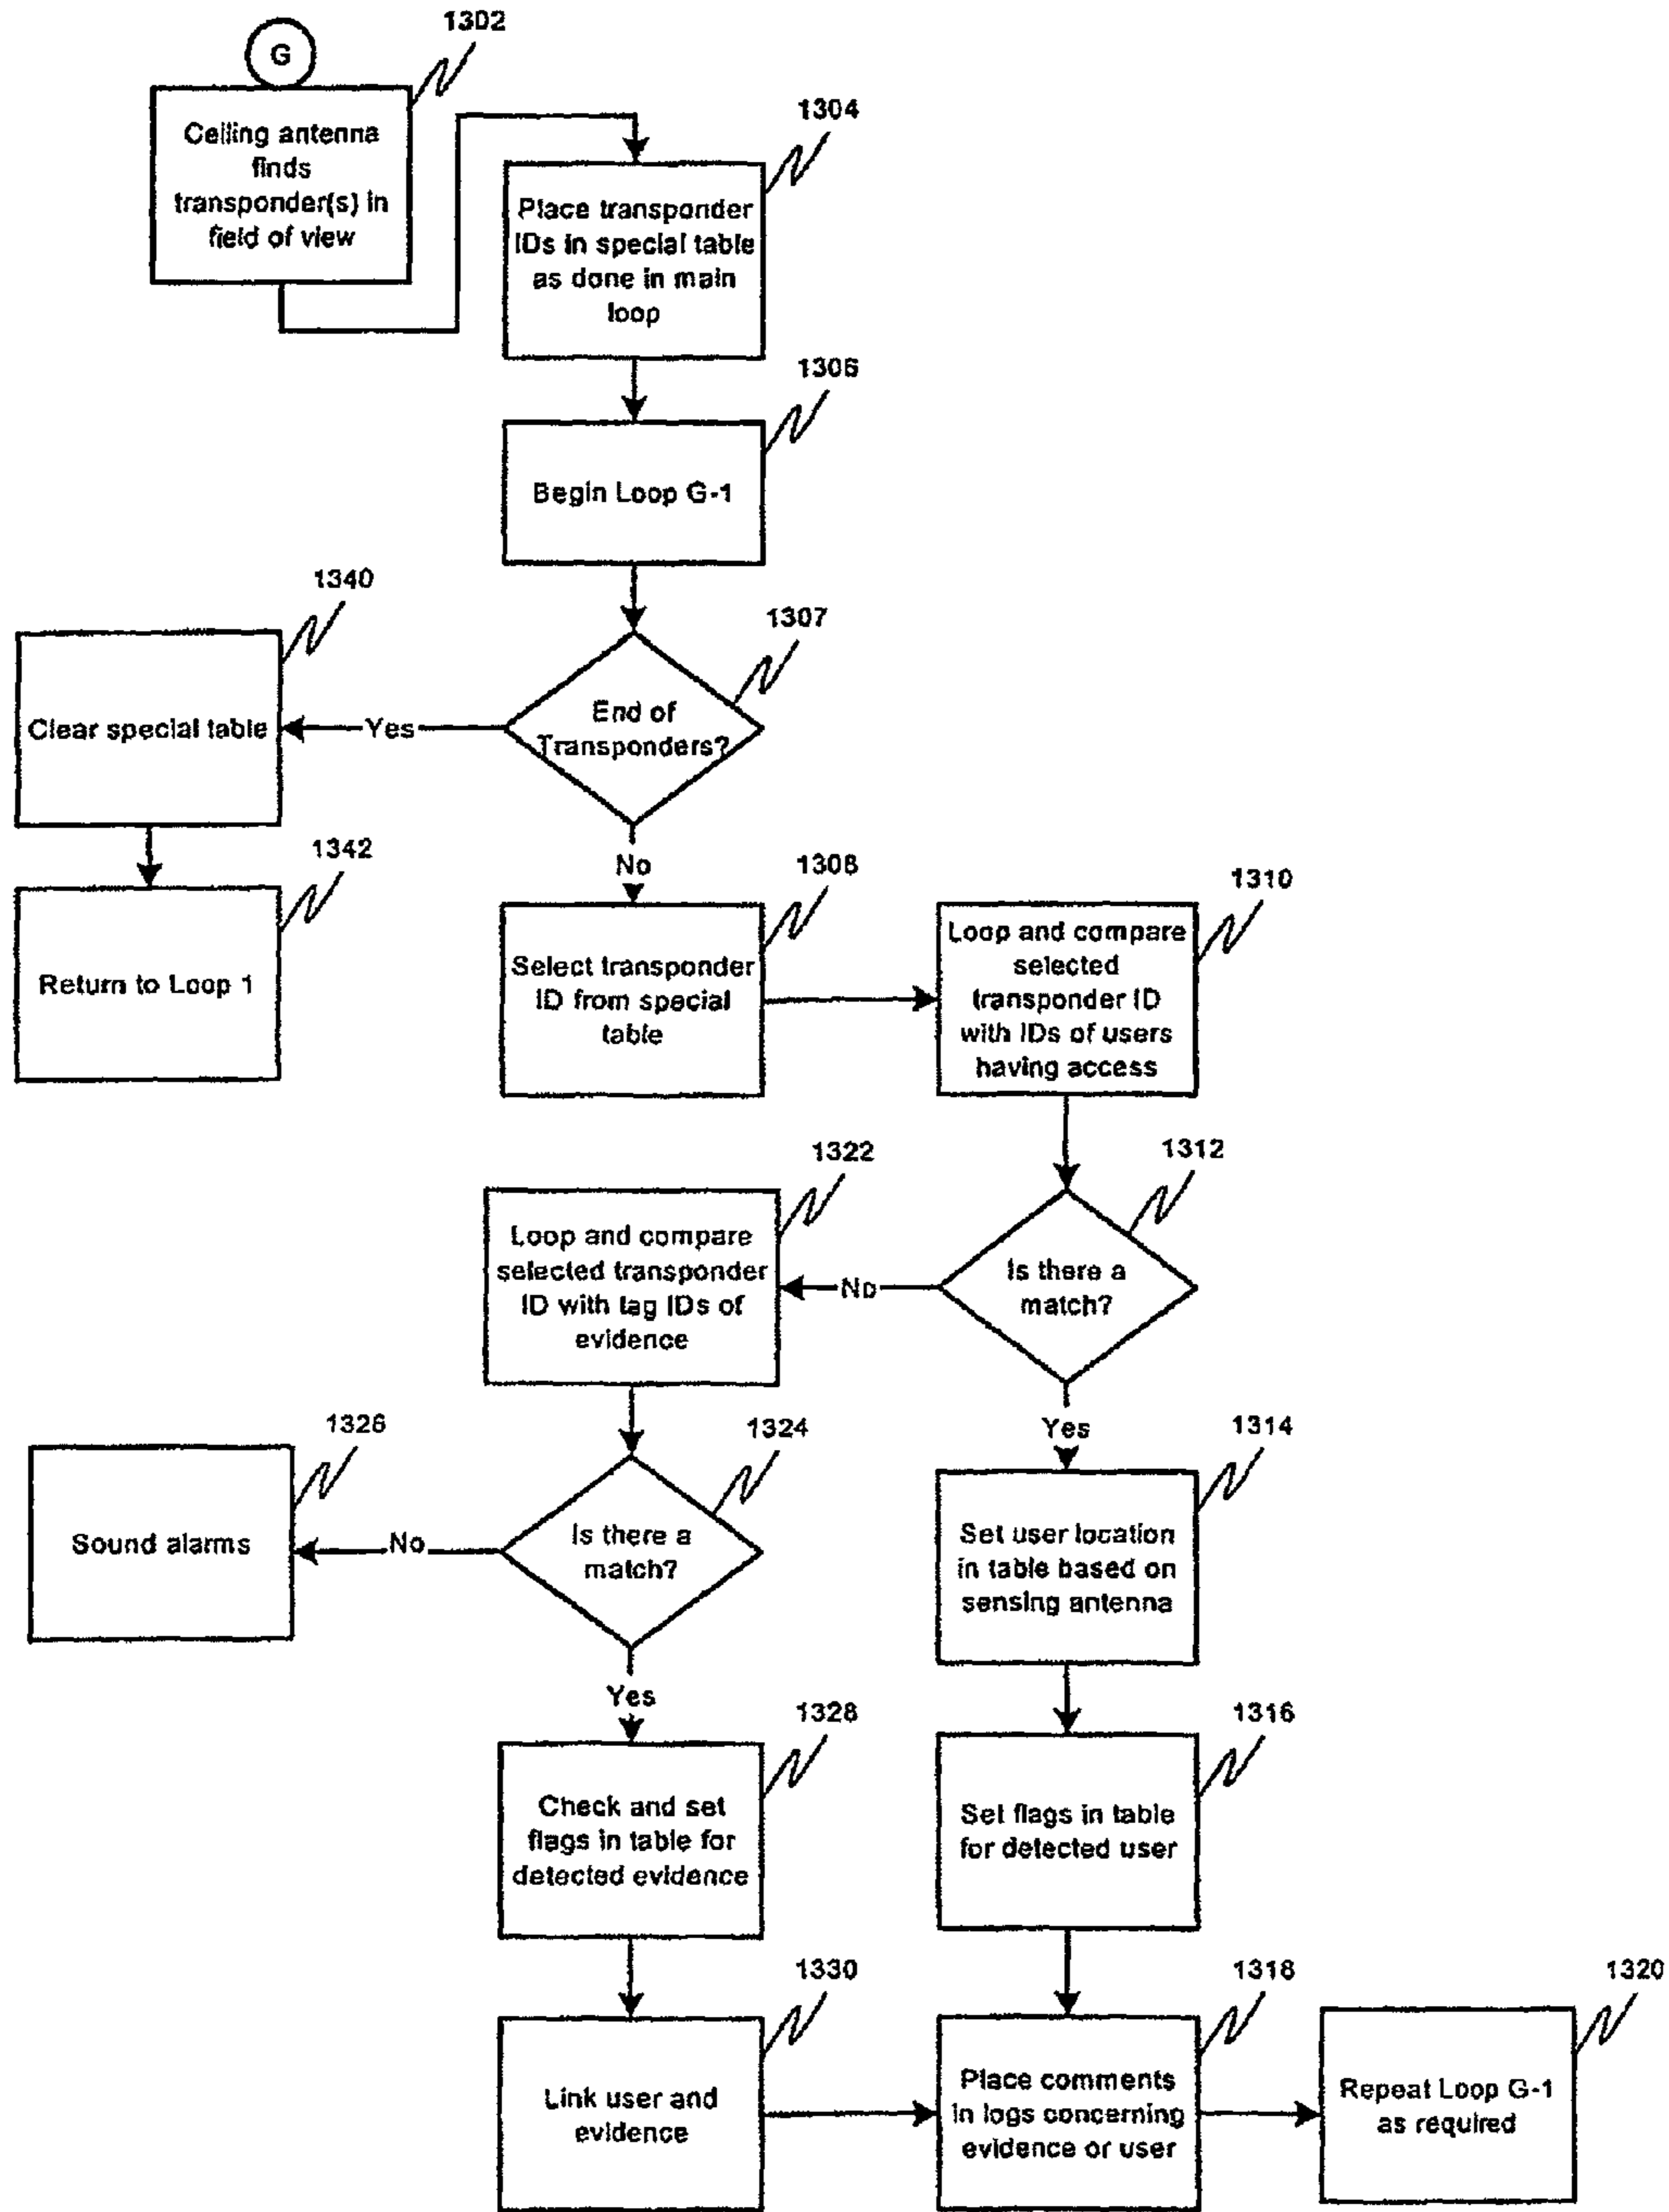 1302
G
Ceiling antenna
finds
transponder(s) in
field of view
1304
Place transponder
IDs in special table
as done in main
loop
1306
Begin Loop G-1
1340
1307
Clear special table
Yes
End of
Transponders?
1342
No
1308
1310
Return to Loop 1
Select transponder
ID from special
table
Loop and compare
selected
transponder ID
with IDs of users
having access
1322
1312
Loop and compare
selected transponder
ID with tag IDs of
evidence
No
Is there a
match?
1326
1324
Yes
1314
Sound alarms
No
Is there a
match?
Set user location
in table based on
sensing antenna
Yes
1328
1316
Check and set
flags in table for
detected evidence
Set flags in table
for detected user
1330
1318
1320
Link user and
evidence
Place comments
in logs concerning
evidence or user
Repeat Loop G-1
as required